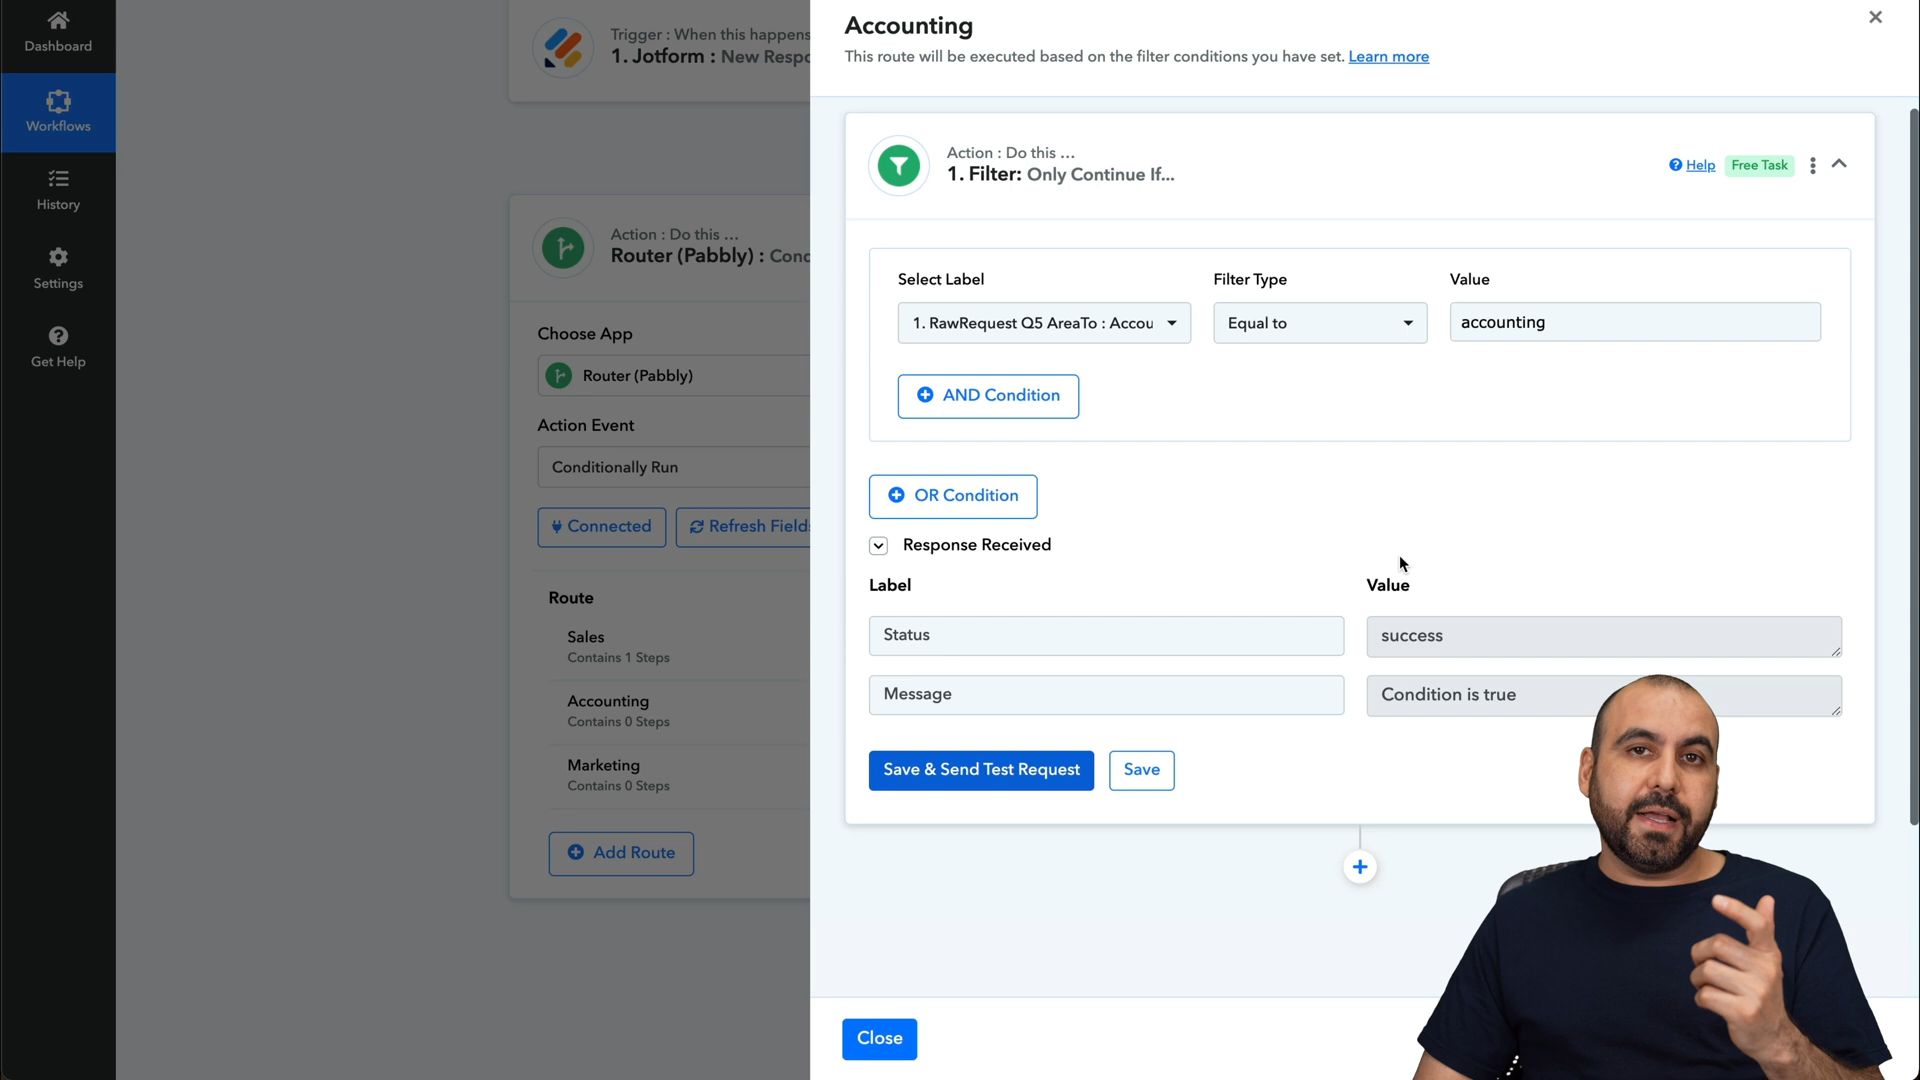 Dashboard
Workflows
History
Settings
Get Help
Trigger : When this happens
1. Jotform : New Respo
Action : Do this ...
Router (Pabbly) : Cond
Choose App
Router (Pabbly)
Action Event
Conditionally Run
Connected
Refresh Fields
Route
Sales
Contains 1 Steps
Accounting
Contains 0 Steps
Marketing
Contains 0 Steps
Add Route
Accounting
This route will be executed based on the filter conditions you have set. Learn more
Action : Do this ...
1. Filter: Only Continue If...
Help
Free Task
Select Label
Filter Type
Value
1. RawRequest Q5 AreaTo : Accou
Equal to
accounting
AND Condition
OR Condition
Response Received
Label
Value
Status
success
Message
Condition is true
Save & Send Test Request
Save
Close